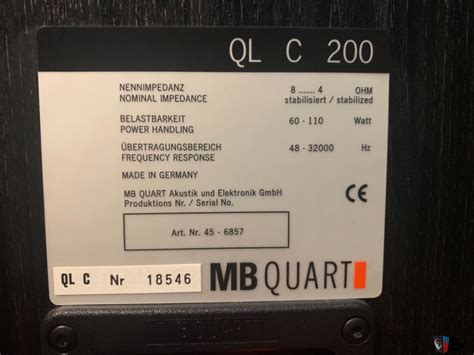 QL C 200
NENNIMPEDANZ 8 ....... 4 OHM
NOMINAL IMPEDANCE stabilisiert / stabilized
BELASTBARKEIT 60 - 110 Watt
POWER HANDLING
ÜBERTRAGUNGSBEREICH 48 - 32000 Hz
FREQUENCY RESPONSE
MADE IN GERMANY
MB QUART Akustik und Elektronik GmbH
Produktions Nr. / Serial No. CE
Art. Nr. 45 - 6857
QL C Nr 18546 MB QUART